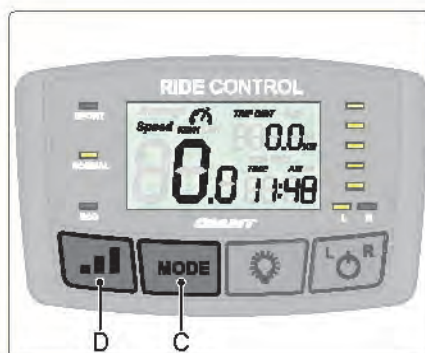 RIDE CONTROL
SPORT
NORMAL
ECO
Speed KM/H
TRIP DIST
0.0 KM
0.0
TIME AM
11:48
GIANT
L R
MODE
L R
D C